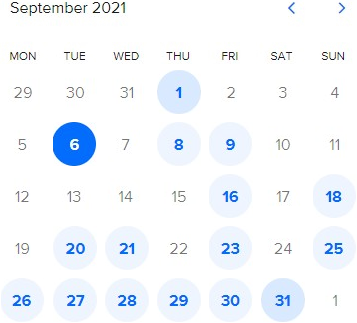 September 2021
MON TUE WED THU FRI SAT SUN
29 30 31 1 2 3 4
5 6 7 8 9 10 11
12 13 14 15 16 17 18
19 20 21 22 23 24 25
26 27 28 29 30 31 1